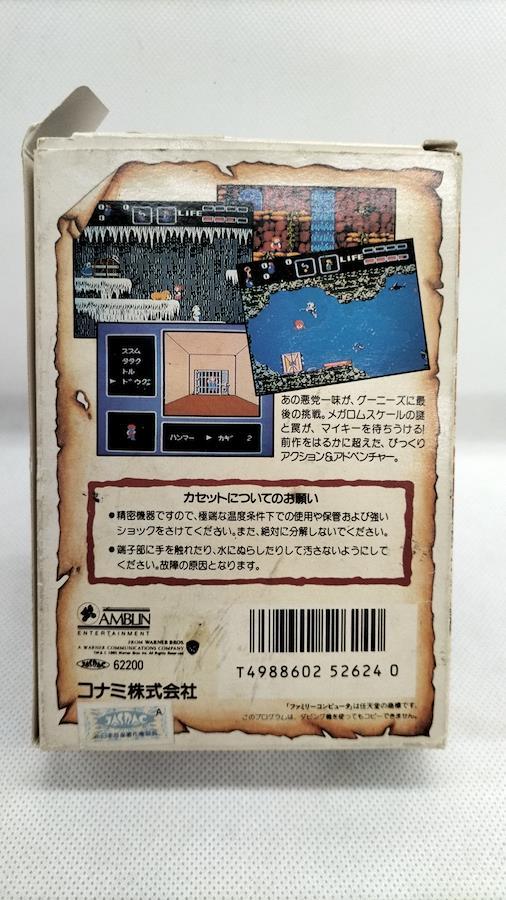 LIFE
LIFE
ススム
タタク
トル
▶ドウグ
ハンマー ▶ カギ 2
あの悪党一味が、グーニーズに最
後の挑戦。メガロムスケールの謎
と罠が、マイキーを待ちうける!
前作をはるかに超えた、びっくり
アクション&アドベンチャー。
カセットについてのお願い
●精密機器ですので、極端な温度条件下での使用や保管および強い
ショックをさけてください。また、絶対に分解しないでください。
●端子部に手を触れたり、水にぬらしたりして汚さないようにして
ください。故障の原因となります。
AMBLIN
ENTERTAINMENT
FROM WARNER BROS.
A WARNER COMMUNICATIONS COMPANY
TM & © 1985 Warner Bros Inc All Rights Reserved
JASRAC 62200
コナミ株式会社
A
JASRAC
T4988602 52624 0
「ファミリーコンピュータ」は任天堂の商標です。
このプログラムは、ダビング機を使ってもコピーできません。